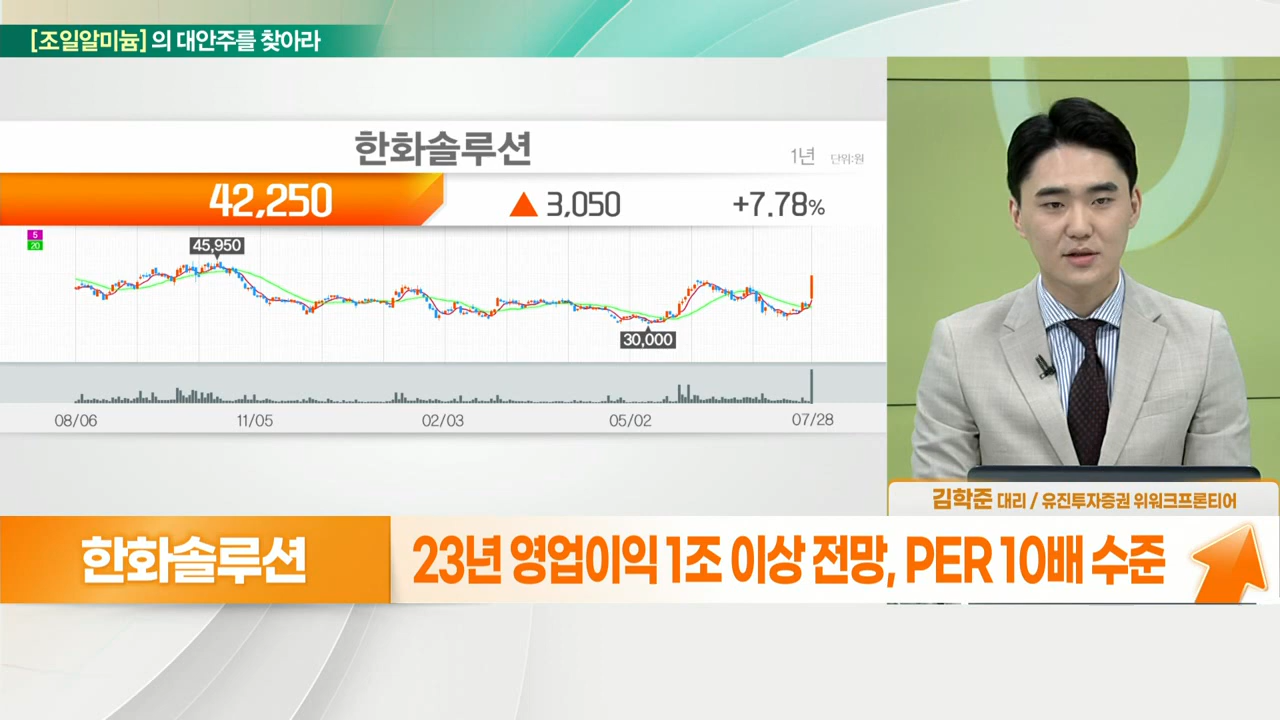 [조일알미늄] 의 대안주를 찾아라
한화솔루션
1년 단위:원
42,250 ▲ 3,050 +7.78%
5
20
45,950
30,000
08/06 11/05 02/03 05/02 07/28
김학준 대리 / 유진투자증권 위워크프론티어
한화솔루션
23년 영업이익 1조 이상 전망, PER 10배 수준